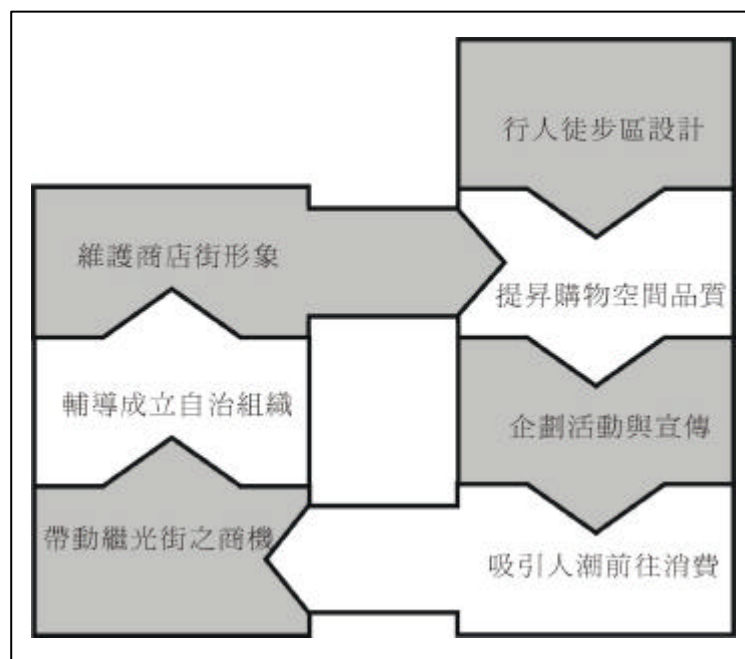 行人徒步區設計
維護商店街形象
提昇購物空間品質
輔導成立自治組織
企劃活動與宣傳
帶動繼光街之商機
吸引人潮前往消費